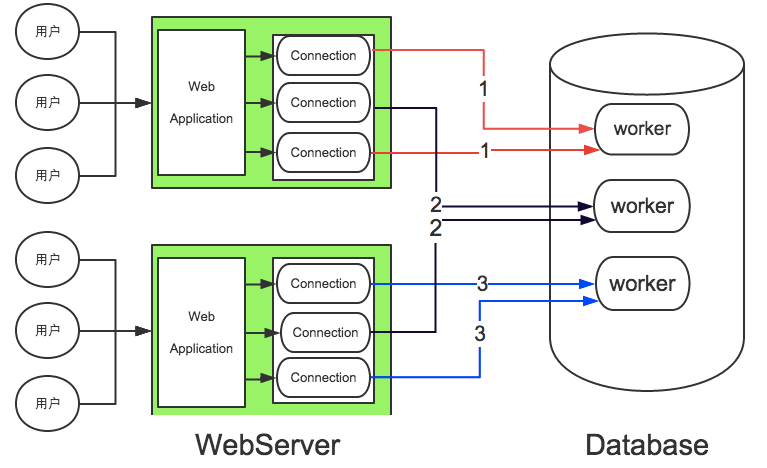 用户
用户
用户
Web
Application
Connection
Connection
Connection
1
1
worker
2
2
worker
用户
用户
用户
Web
Application
Connection
Connection
Connection
3
3
worker
WebServer
Database